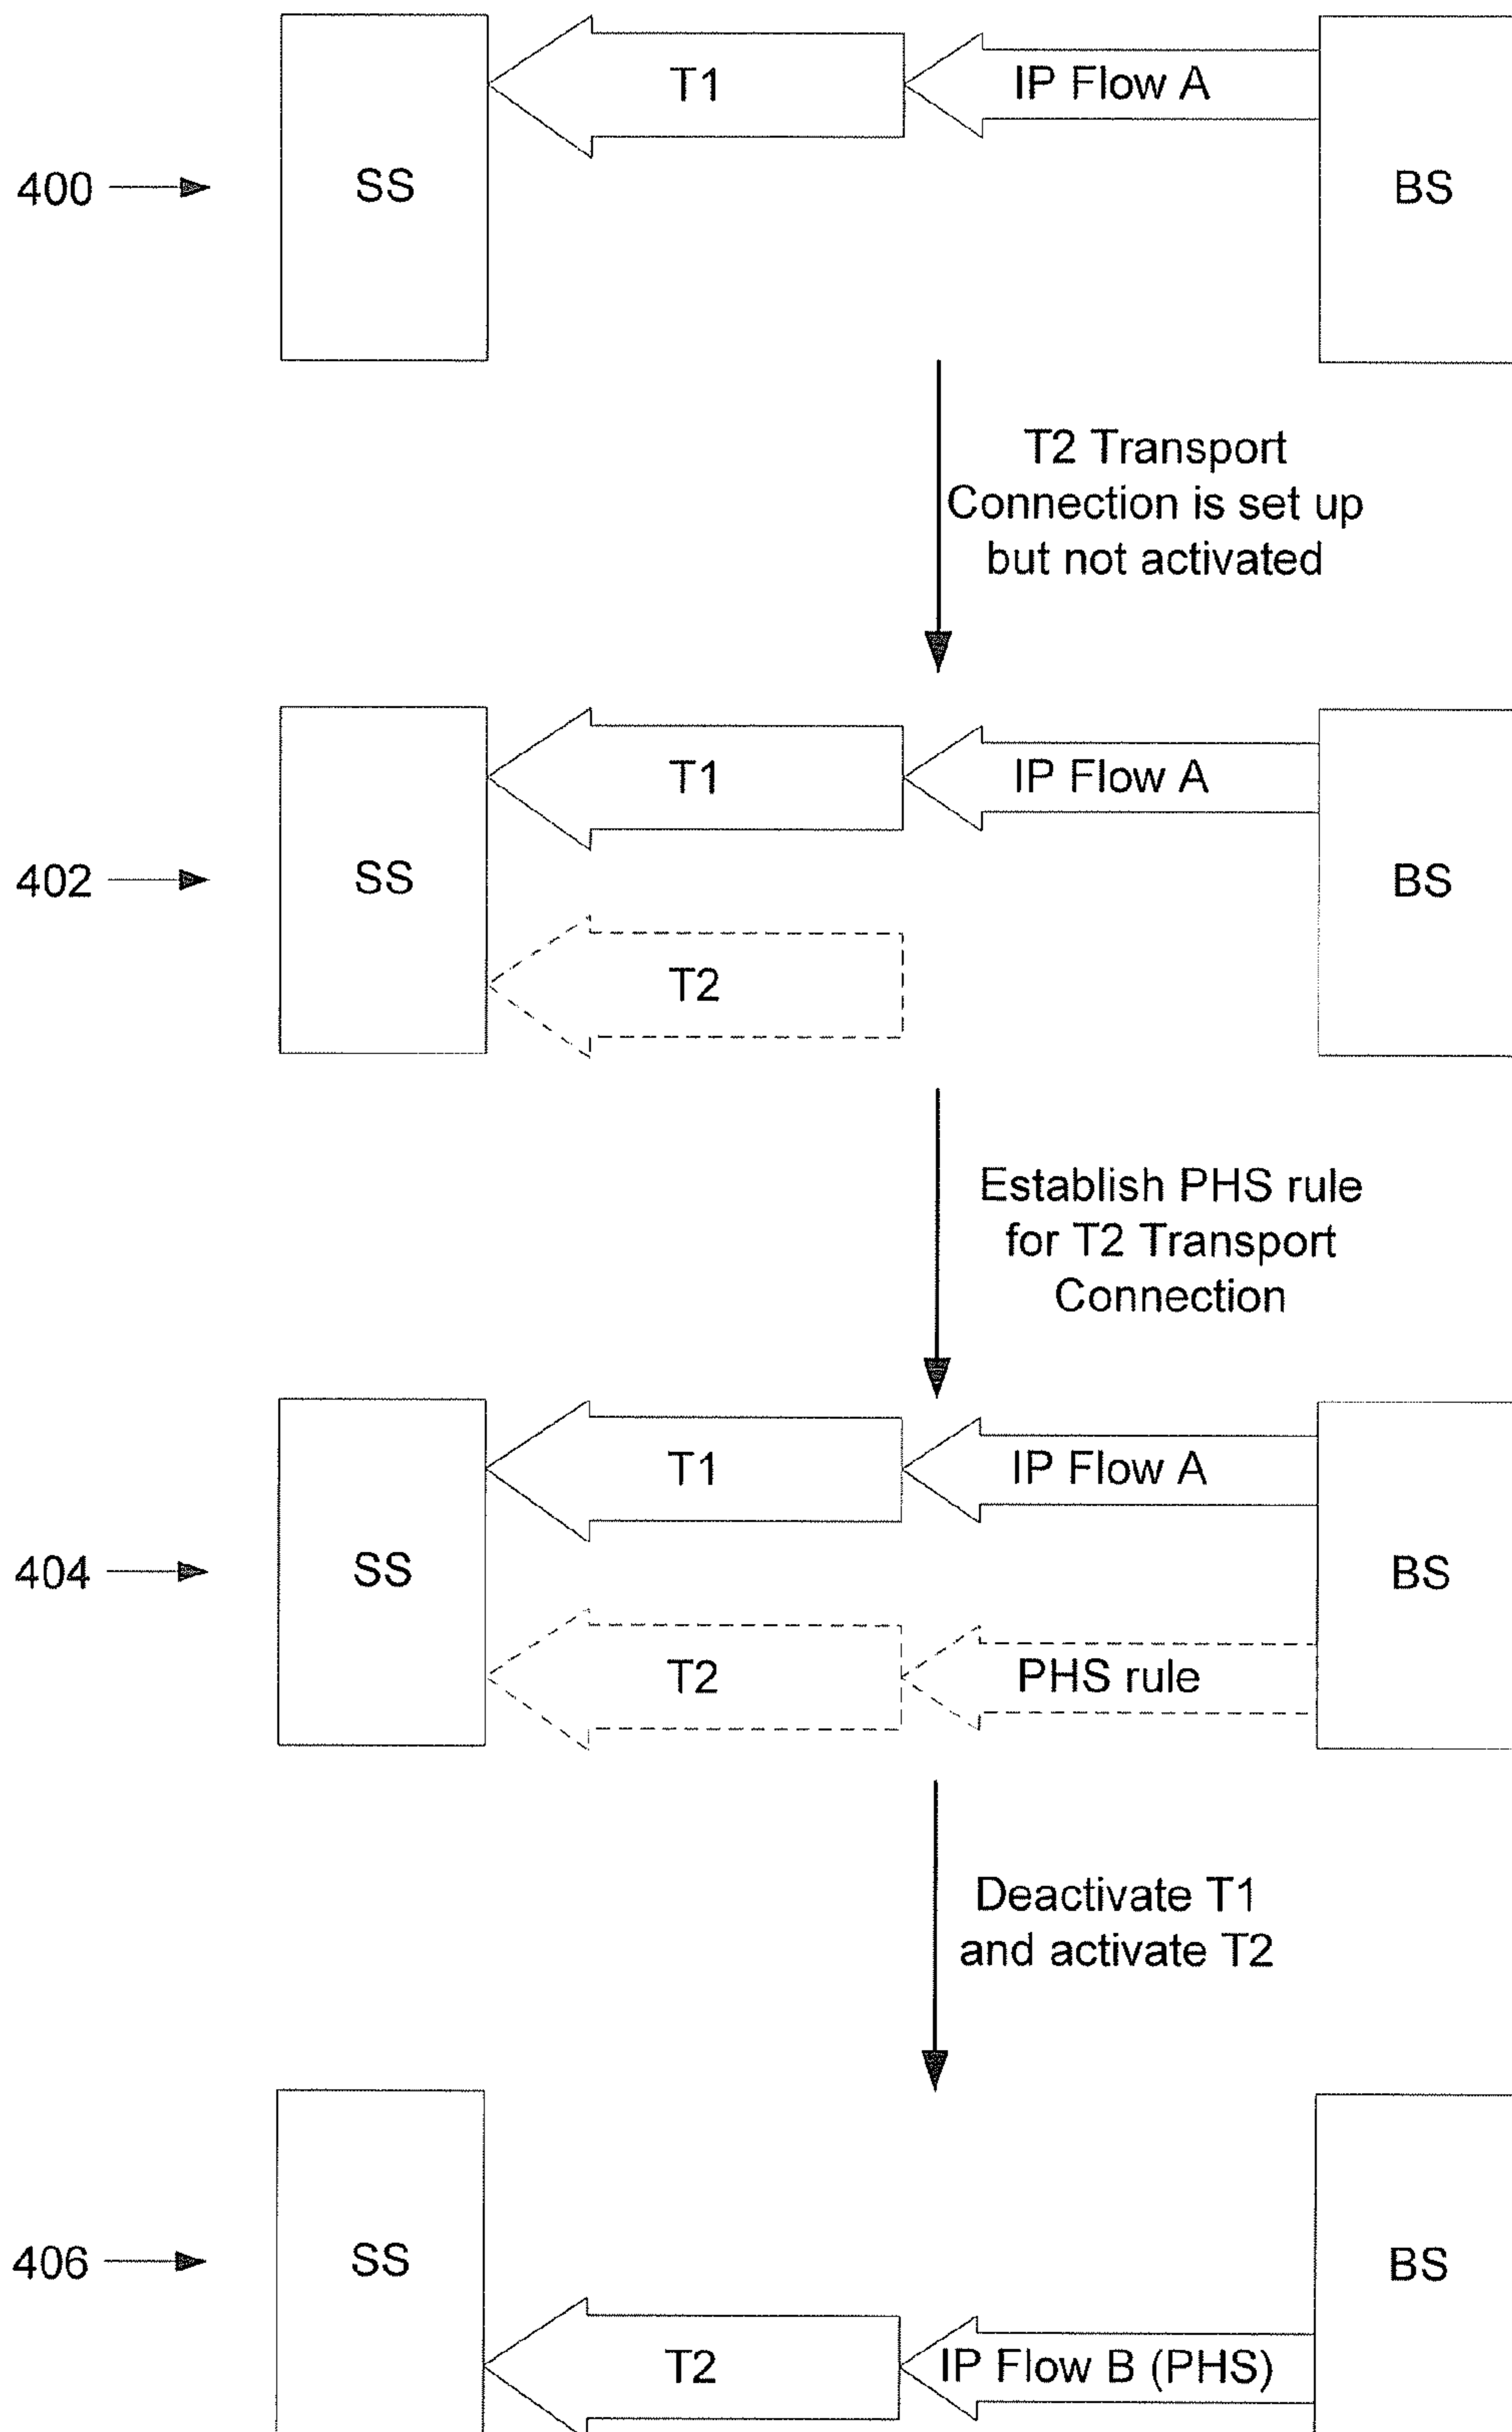 T1
IP Flow A
400
SS
BS
T2 Transport
Connection is set up
but not activated
T1
IP Flow A
402
SS
BS
T2
Establish PHS rule
for T2 Transport
Connection
T1
IP Flow A
404
SS
BS
T2
PHS rule
Deactivate T1
and activate T2
406
SS
BS
T2
IP Flow B (PHS)